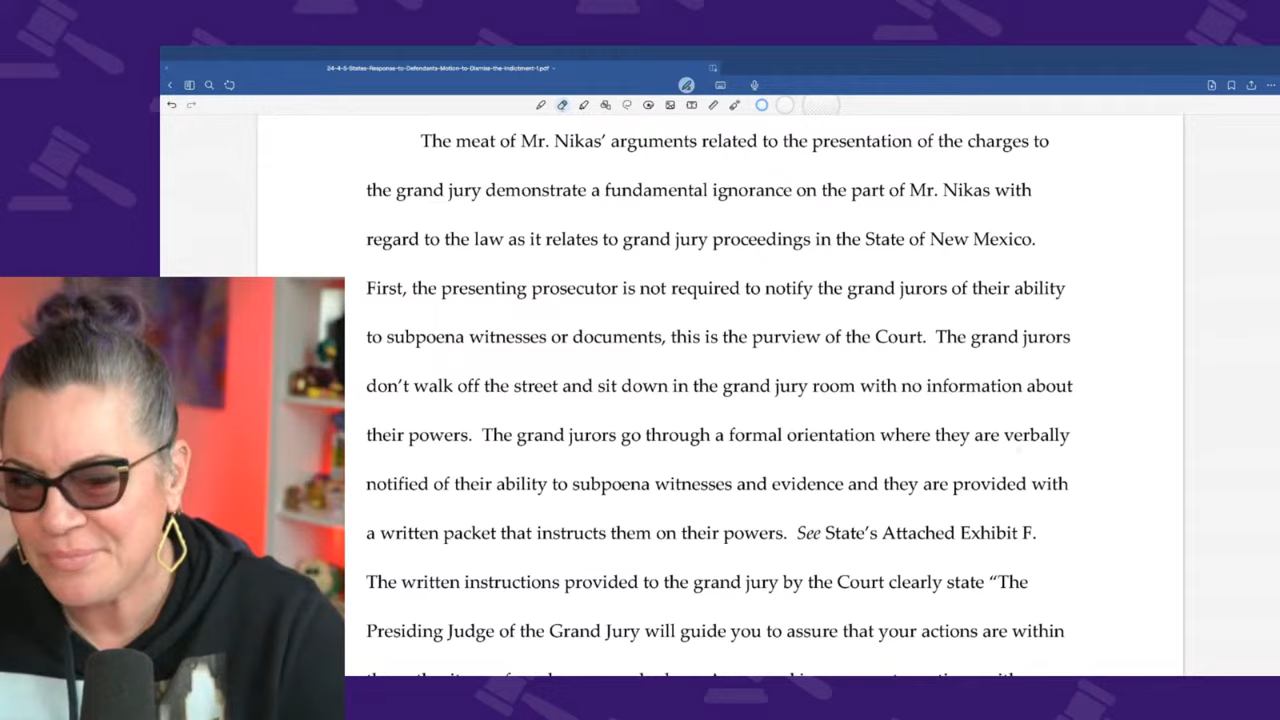 24-4-5-States-Response-to-Defendants-Motion-to-Dismiss-the-Indictment-1.pdf
The meat of Mr. Nikas’ arguments related to the presentation of the charges to
the grand jury demonstrate a fundamental ignorance on the part of Mr. Nikas with
regard to the law as it relates to grand jury proceedings in the State of New Mexico.
First, the presenting prosecutor is not required to notify the grand jurors of their ability
to subpoena witnesses or documents, this is the purview of the Court. The grand jurors
don’t walk off the street and sit down in the grand jury room with no information about
their powers. The grand jurors go through a formal orientation where they are verbally
notified of their ability to subpoena witnesses and evidence and they are provided with
a written packet that instructs them on their powers. See State’s Attached Exhibit F.
The written instructions provided to the grand jury by the Court clearly state “The
Presiding Judge of the Grand Jury will guide you to assure that your actions are within